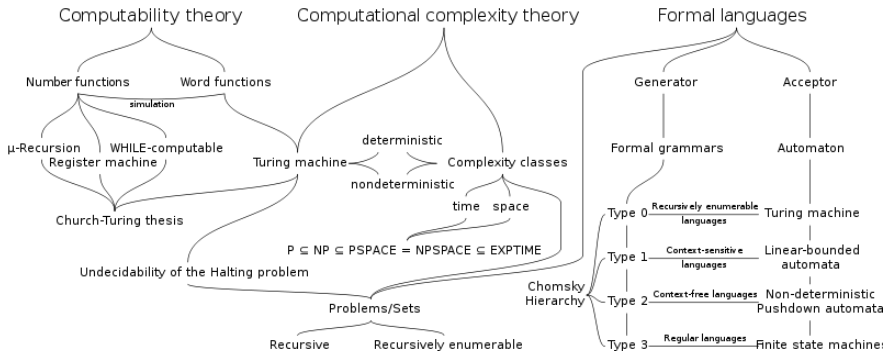 Computability theory
Computational complexity theory
Formal languages
Number functions
Word functions
simulation
Generator
Acceptor
μ-Recursion
WHILE-computable
Register machine
Turing machine
deterministic
nondeterministic
Complexity classes
Formal grammars
Automaton
time
space
Church-Turing thesis
P ⊆ NP ⊆ PSPACE = NPSPACE ⊆ EXPTIME
Undecidability of the Halting problem
Chomsky
Hierarchy
Type 0
Recursively enumerable
languages
Turing machine
Type 1
Context-sensitive
languages
Linear-bounded
automata
Type 2
Context-free languages
Non-deterministic
Pushdown automata
Type 3
Regular languages
Finite state machines
Problems/Sets
Recursive
Recursively enumerable